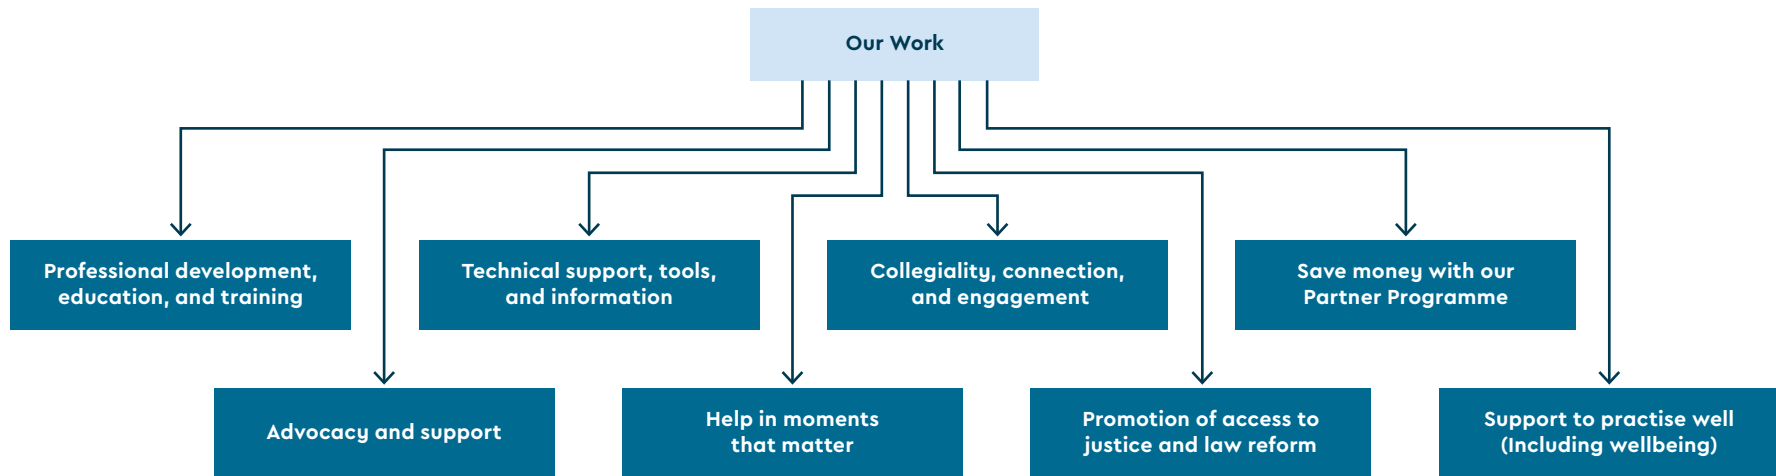 Our Work
Professional development,
education, and training
Technical support, tools,
and information
Collegiality, connection,
and engagement
Save money with our
Partner Programme
Advocacy and support
Help in moments
that matter
Promotion of access to
justice and law reform
Support to practise well
(Including wellbeing)